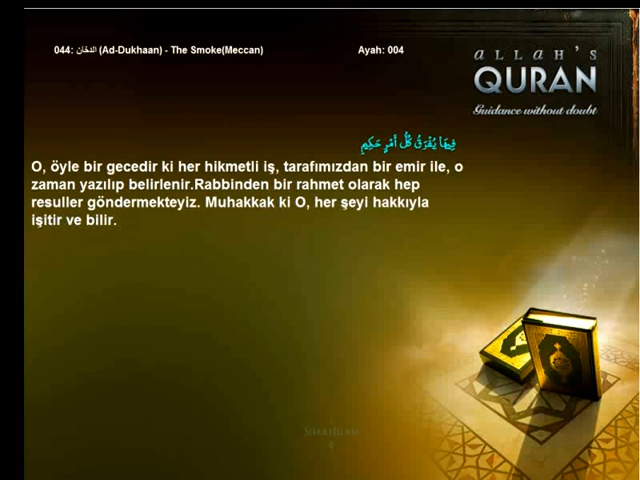 044: الدخان (Ad-Dukhaan) - The Smoke(Meccan) Ayah: 004
ALLAH'S
QURAN
Guidance without doubt
فِيهَا يُفْرَقُ كُلُّ أَمْرٍ حَكِيمٍ
O, öyle bir gecedir ki her hikmetli iş, tarafımızdan bir emir ile, o
zaman yazılıp belirlenir.Rabbinden bir rahmet olarak hep
resuller göndermekteyiz. Muhakkak ki O, her şeyi hakkıyla
işitir ve bilir.